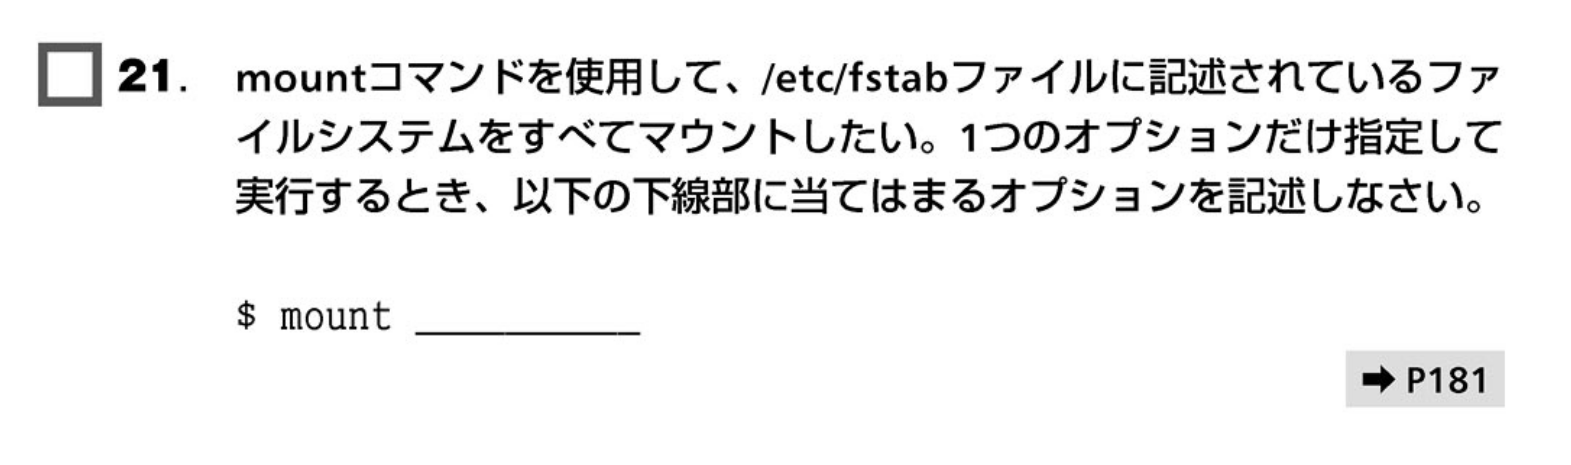 21. mountコマンドを使用して、/etc/fstabファイルに記述されているファ
イルシステムをすべてマウントしたい。1つのオプションだけ指定して
実行するとき、以下の下線部に当てはまるオプションを記述しなさい。
$ mount __________
➡ P181